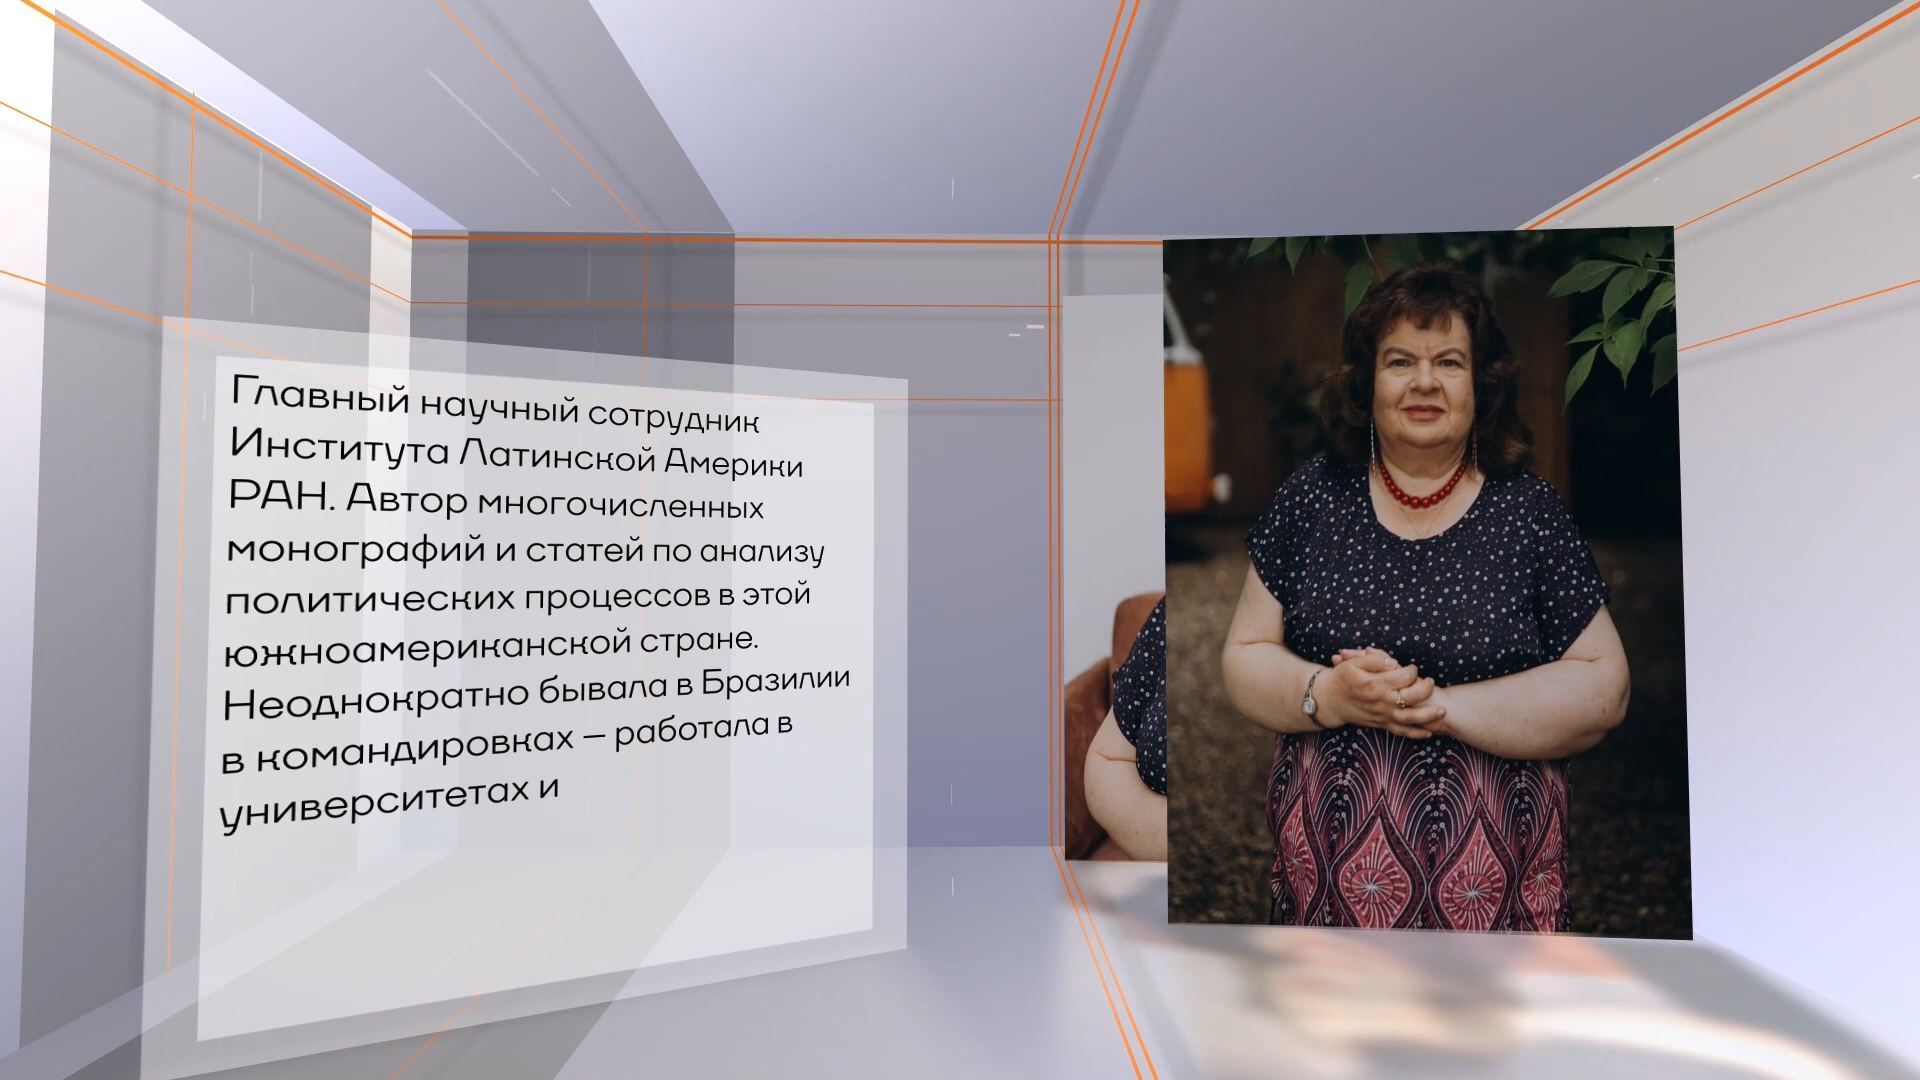 Главный научный сотрудник
Института Латинской Америки
РАН. Автор многочисленных
монографий и статей по анализу
политических процессов в этой
южноамериканской стране.
Неоднократно бывала в Бразилии
в командировках – работала в
университетах и